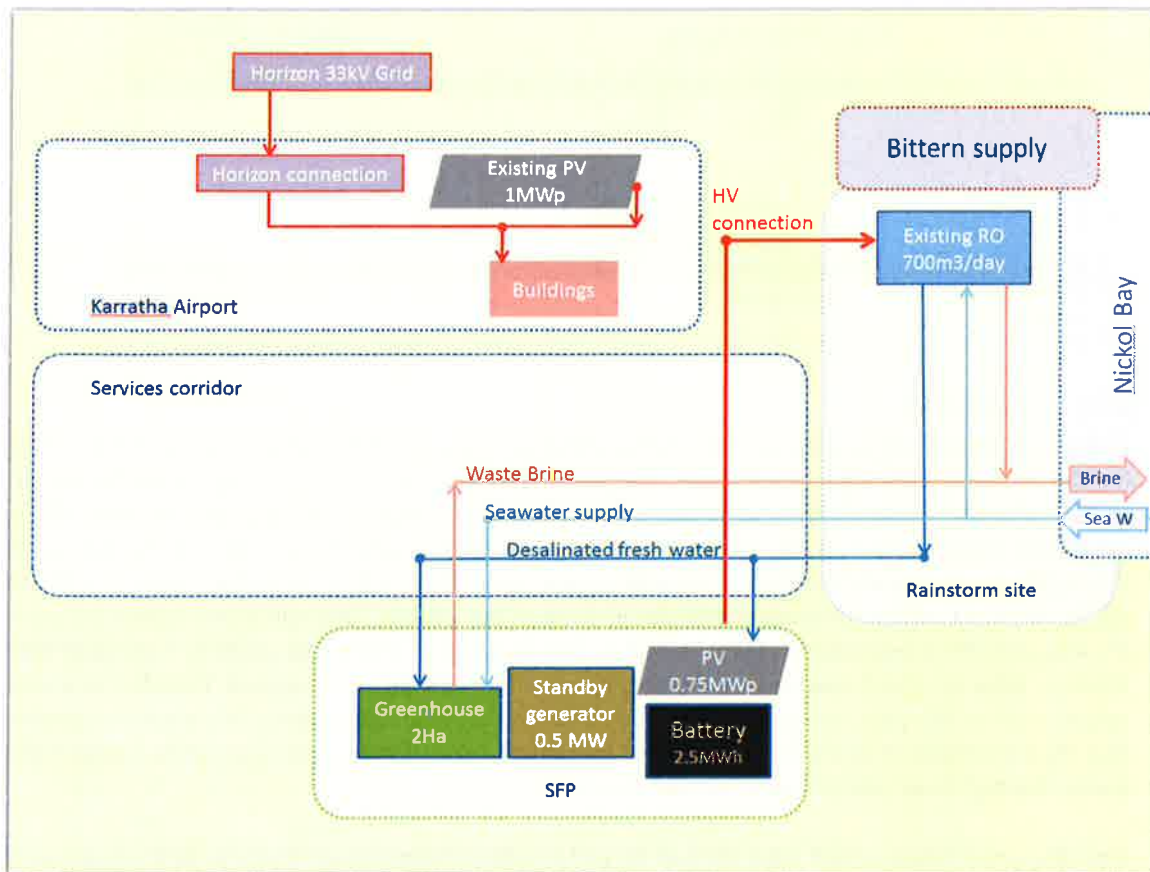 Horizon 33kV Grid
Horizon connection
Existing PV
1MWp
Buildings
Karratha Airport
HV
connection
Bittern supply
Existing RO
700m3/day
Nickol Bay
Services corridor
Waste Brine
Seawater supply
Desalinated fresh water
Brine
Sea W
Rainstorm site
Greenhouse
2Ha
Standby
generator
0.5 MW
PV
0.75MWp
Battery
2.5MWh
SFP